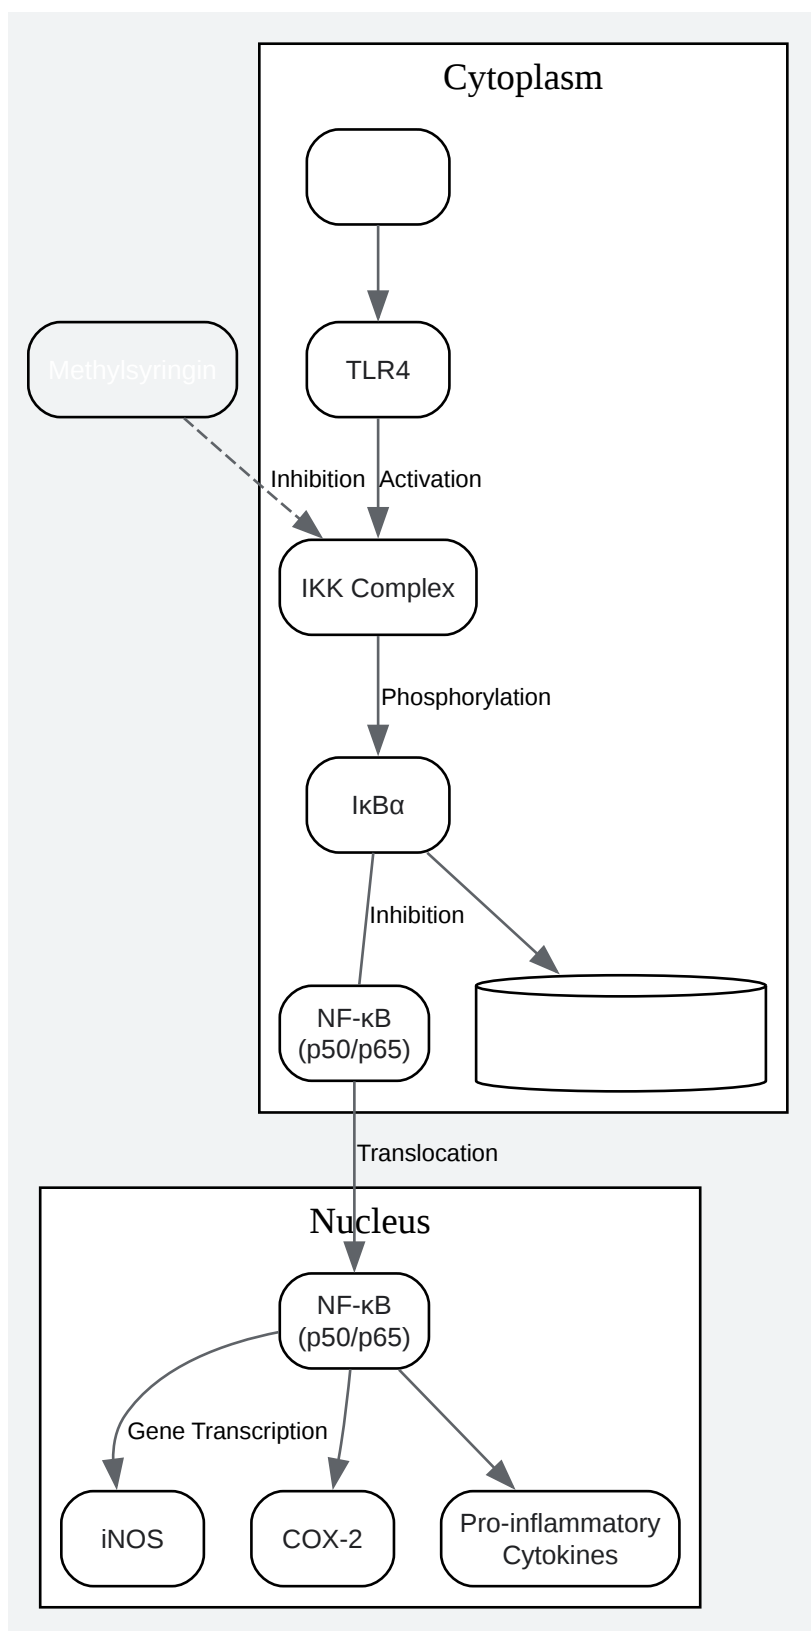 Cytoplasm
Methylsyringin
TLR4
Inhibition
Activation
IKK Complex
Phosphorylation
IκBα
Inhibition
NF-κB
(p50/p65)
Translocation
Nucleus
NF-κB
(p50/p65)
Gene Transcription
iNOS
COX-2
Pro-inflammatory
Cytokines